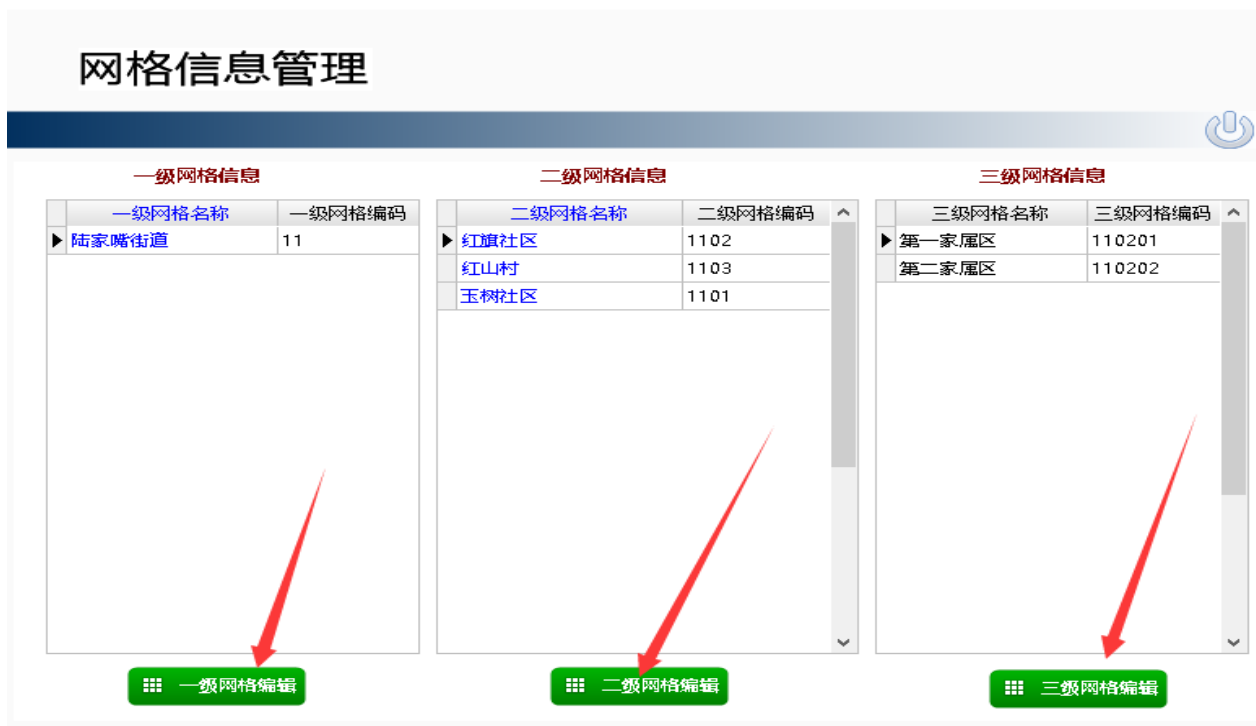 网格信息管理
一级网格信息 二级网格信息 三级网格信息
一级网格名称 一级网格编码 二级网格名称 二级网格编码 三级网格名称 三级网格编码
陆家嘴街道 11 红旗社区 1102 第一家属区 110201
红山村 1103 第二家属区 110202
玉树社区 1101
一级网格编辑 二级网格编辑 三级网格编辑